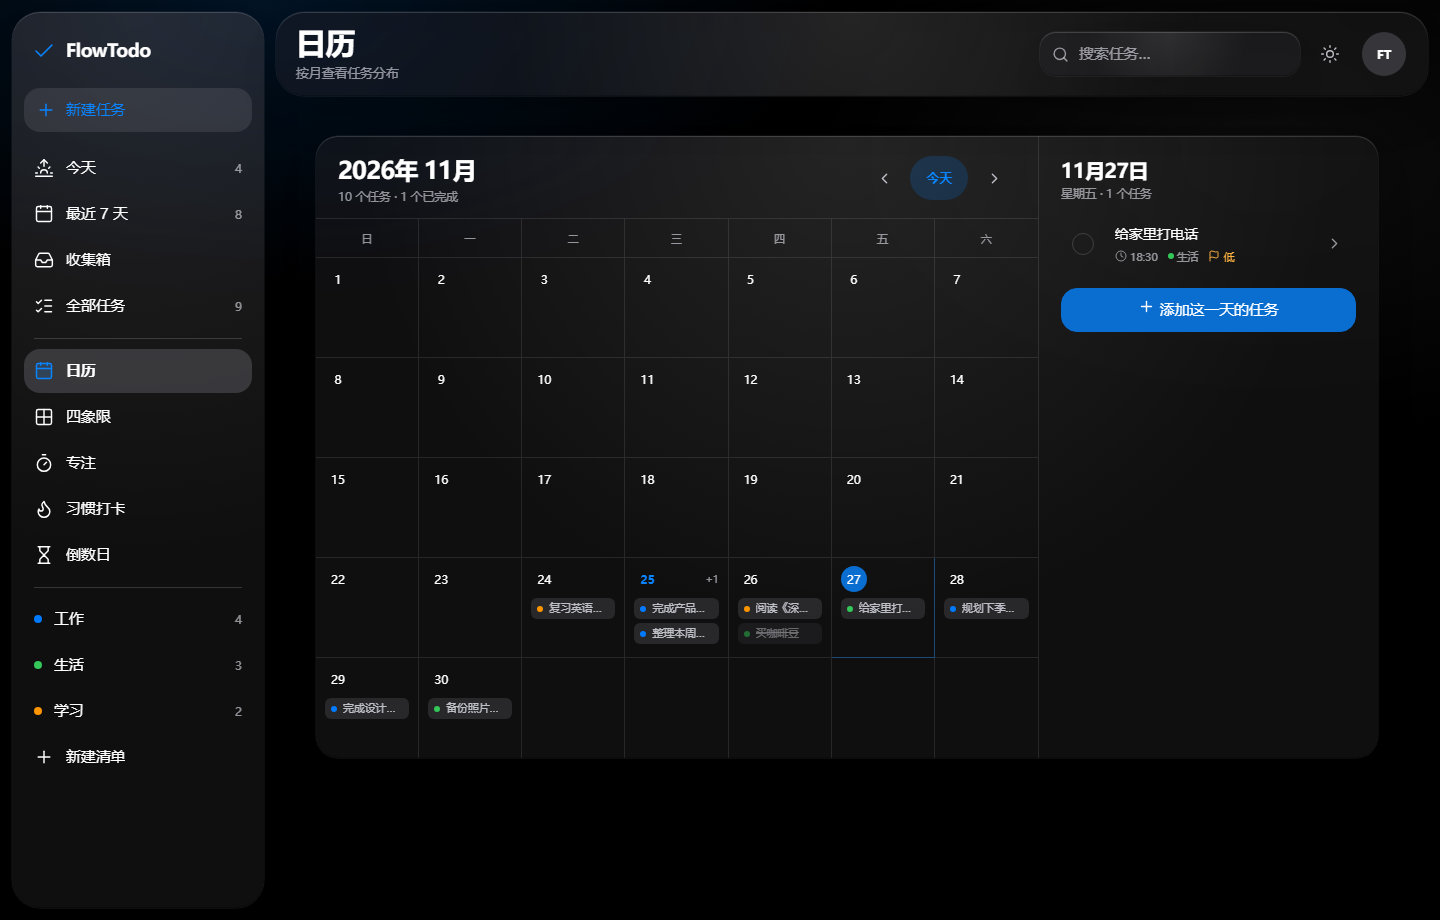 FlowTodo
新建任务
今天 4
最近 7 天 8
收集箱
全部任务 9
日历
四象限
专注
习惯打卡
倒数日
工作 4
生活 3
学习 2
新建清单
日历
按月查看任务分布
搜索任务...
FT
2026年 11月
10 个任务 · 1 个已完成
今天
日 一 二 三 四 五 六
1 2 3 4 5 6 7
8 9 10 11 12 13 14
15 16 17 18 19 20 21
22 23 24 25 +1 26 27 28
复习英语... 完成产品... 阅读《深... 给家里打... 规划下季...
整理本周... 买咖啡豆
29 30
完成设计... 备份照片...
11月27日
星期五 · 1 个任务
给家里打电话
18:30 生活 低
添加这一天的任务